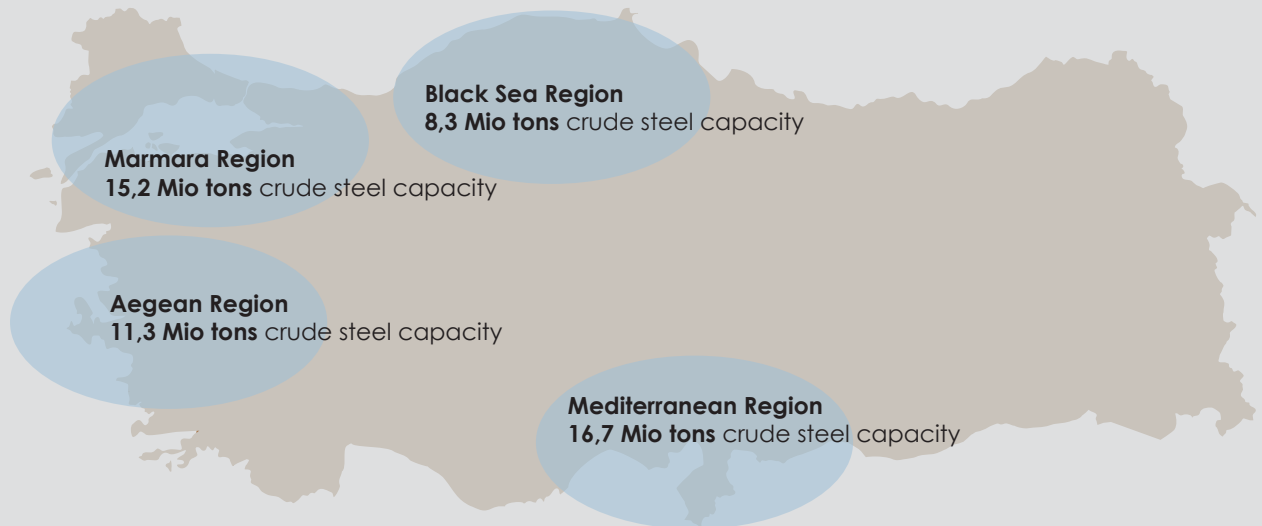 Black Sea Region
8,3 Mio tons crude steel capacity
Marmara Region
15,2 Mio tons crude steel capacity
Aegean Region
11,3 Mio tons crude steel capacity
Mediterranean Region
16,7 Mio tons crude steel capacity